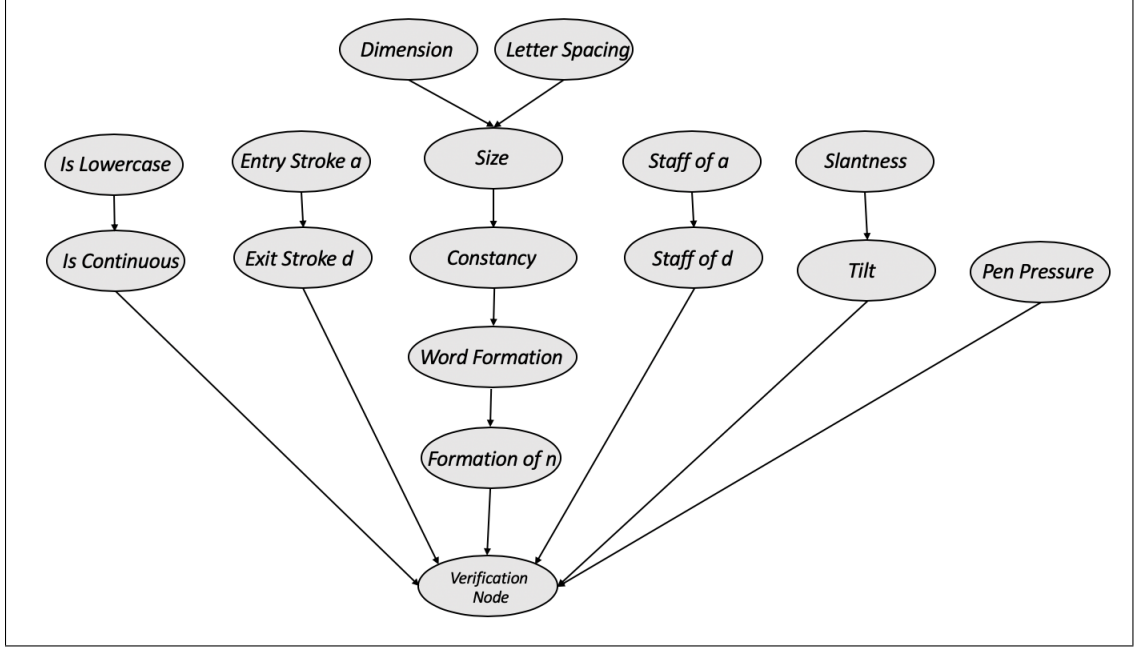 Dimension
Letter Spacing
Is Lowercase
Entry Stroke a
Size
Staff of a
Slantness
Is Continuous
Exit Stroke d
Constancy
Staff of d
Tilt
Pen Pressure
Word Formation
Formation of n
Verification
Node